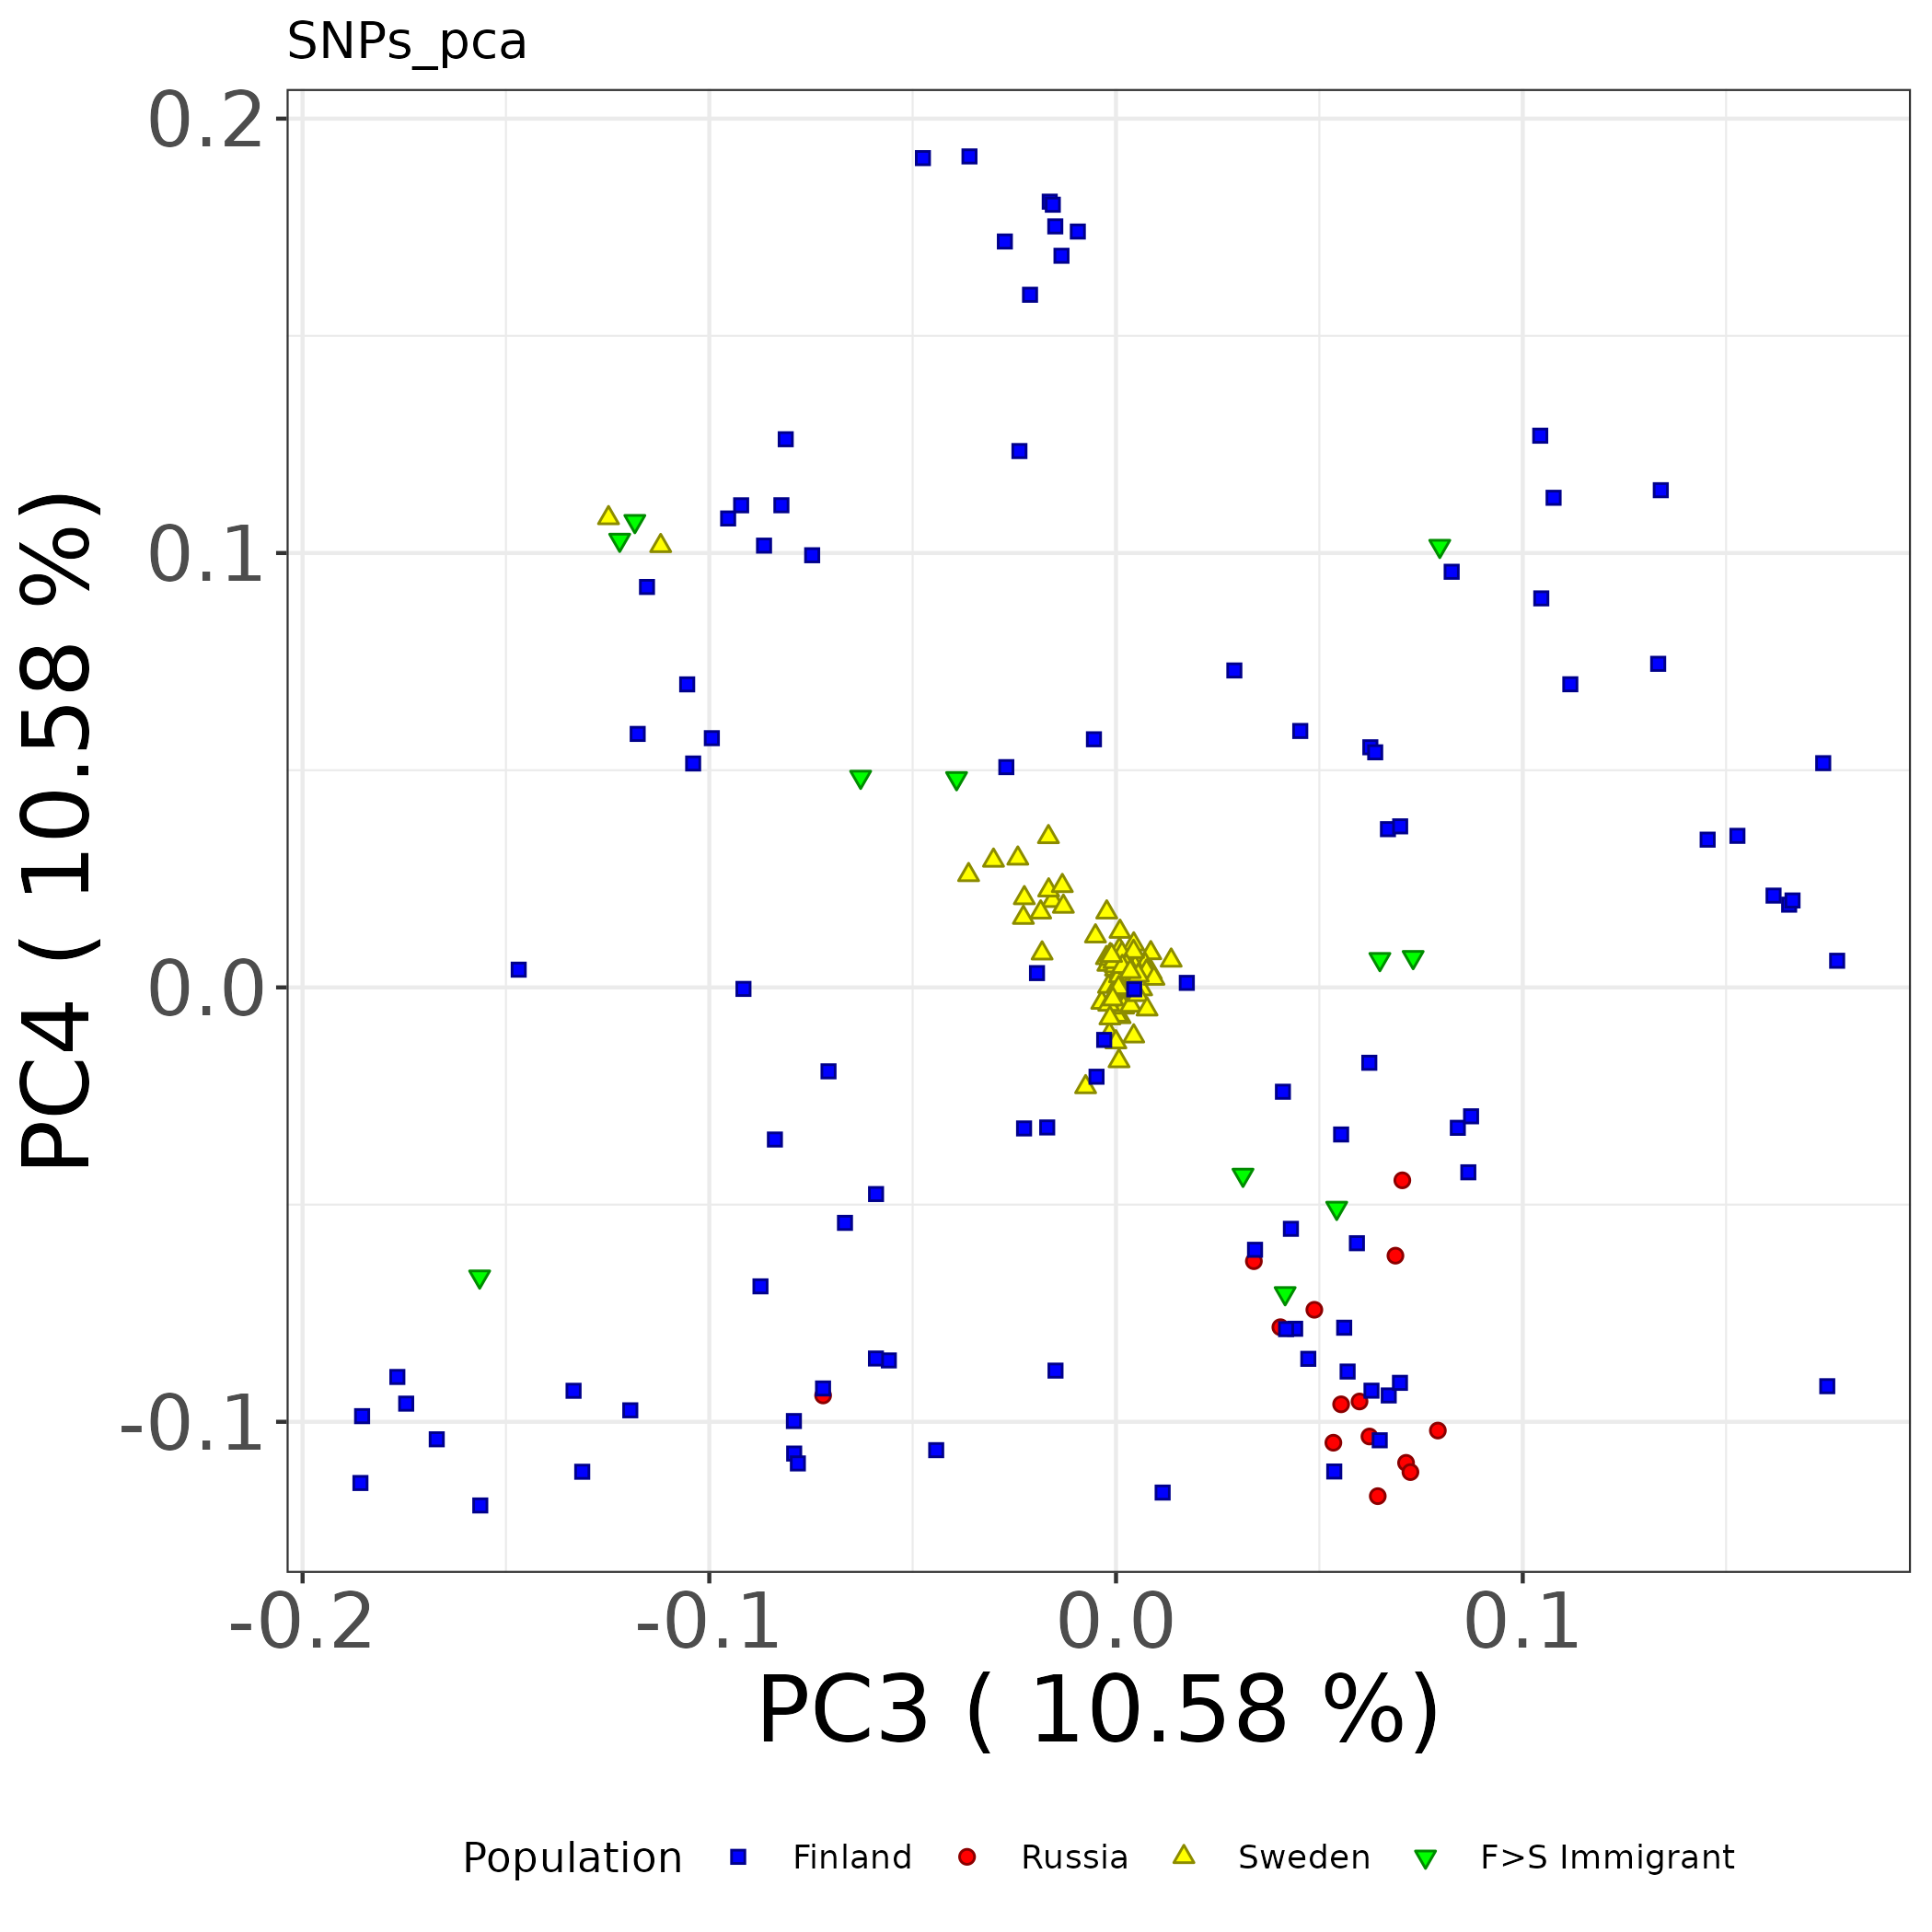 SNPs_pca
0.2
0.1
0.0
-0.1
PC4 ( 10.58 %)
-0.2 -0.1 0.0 0.1
PC3 ( 10.58 %)
Population Finland Russia Sweden F>S Immigrant